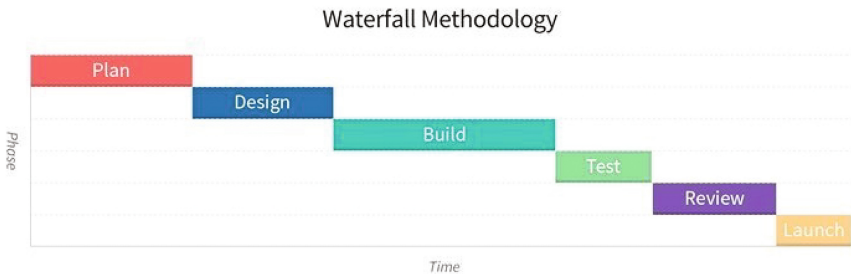 Waterfall Methodology
Plan
Design
Build
Test
Review
Launch
Phase
Time